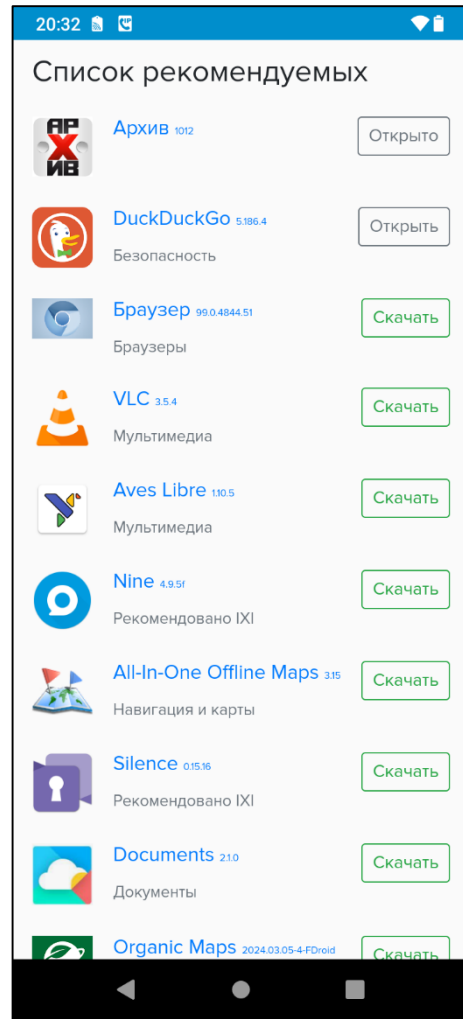 20:32
Список рекомендуемых
АР
Х
ИВ
Архив 1012
Открыто
DuckDuckGo 5.186.4
Открыть
Безопасность
Браузер 99.0.4844.51
Скачать
Браузеры
VLC 3.5.4
Скачать
Мультимедиа
Aves Libre 1.10.5
Скачать
Мультимедиа
Nine 4.9.5f
Скачать
Рекомендовано IXI
All-In-One Offline Maps 3.15
Скачать
Навигация и карты
Silence 0.15.16
Скачать
Рекомендовано IXI
Documents 2.1.0
Скачать
Документы
Organic Maps 2024.03.05-4-FDroid
Скачать